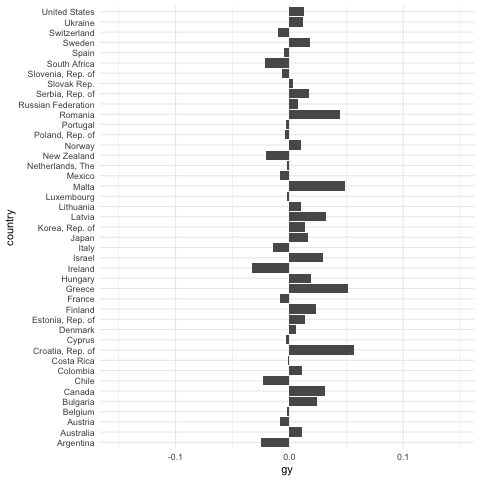 United States
Ukraine
Switzerland
Sweden
Spain
South Africa
Slovenia, Rep. of
Slovak Rep.
Serbia, Rep. of
Russian Federation
Romania
Portugal
Poland, Rep. of
Norway
New Zealand
Netherlands, The
Mexico
Malta
Luxembourg
Lithuania
Latvia
Korea, Rep. of
Japan
Italy
Israel
Ireland
Hungary
Greece
France
Finland
Estonia, Rep. of
Denmark
Cyprus
Croatia, Rep. of
Costa Rica
Colombia
Chile
Canada
Bulgaria
Belgium
Austria
Australia
Argentina
country
-0.1 0.0 0.1
gy